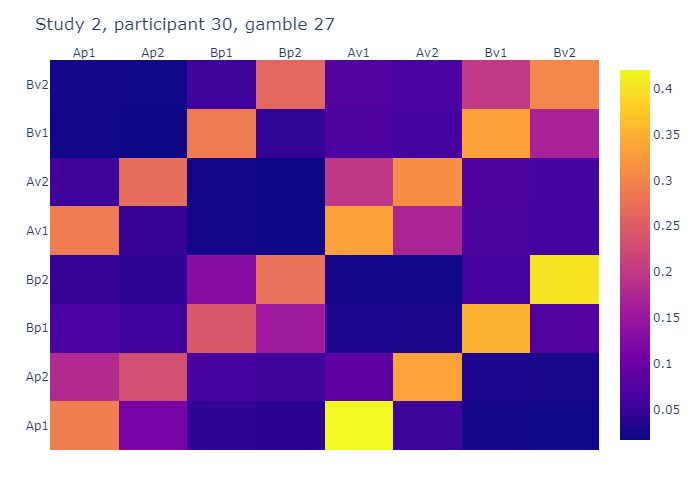 Study 2, participant 30, gamble 27
Ap1 Ap2 Bp1 Bp2 Av1 Av2 Bv1 Bv2
Bv2
Bv1
Av2
Av1
Bp2
Bp1
Ap2
Ap1
0.4
0.35
0.3
0.25
0.2
0.15
0.1
0.05